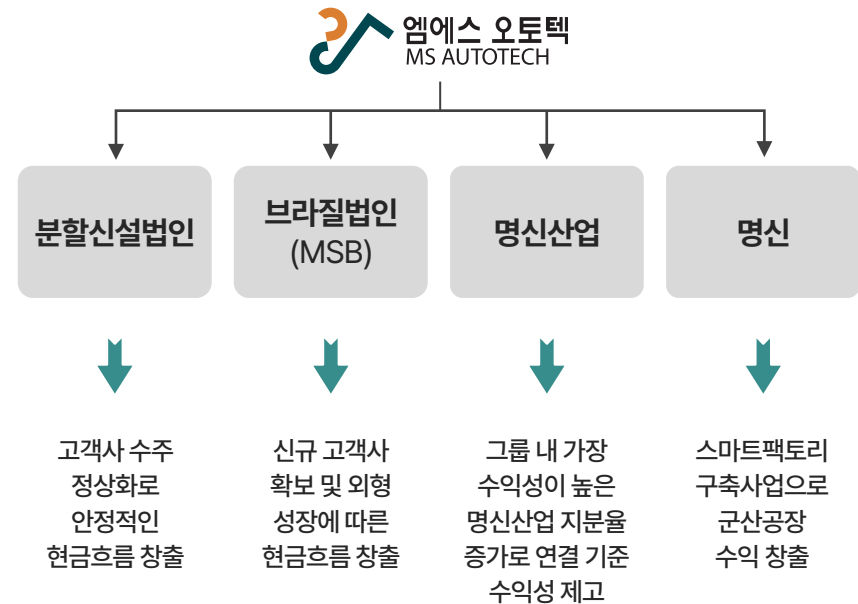 엠에스 오토텍
MS AUTOTECH
분할신설법인
브라질법인
(MSB)
명신산업
명신
고객사 수주
정상화로
안정적인
현금흐름 창출
신규 고객사
확보 및 외형
성장에 따른
현금흐름 창출
그룹 내 가장
수익성이 높은
명신산업 지분율
증가로 연결 기준
수익성 제고
스마트팩토리
구축사업으로
군산공장
수익 창출